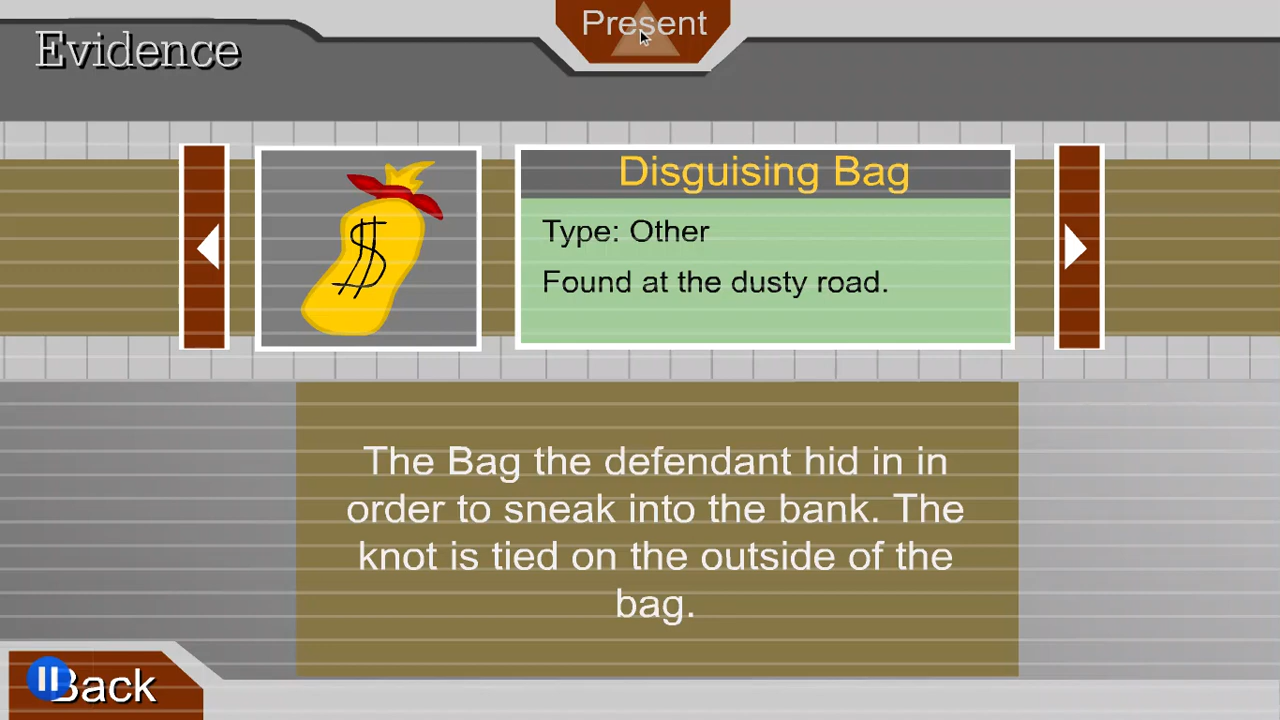 Present
Evidence
Disguising Bag
Type: Other
Found at the dusty road.
$
The Bag the defendant hid in in
order to sneak into the bank. The
knot is tied on the outside of the
bag.
Back